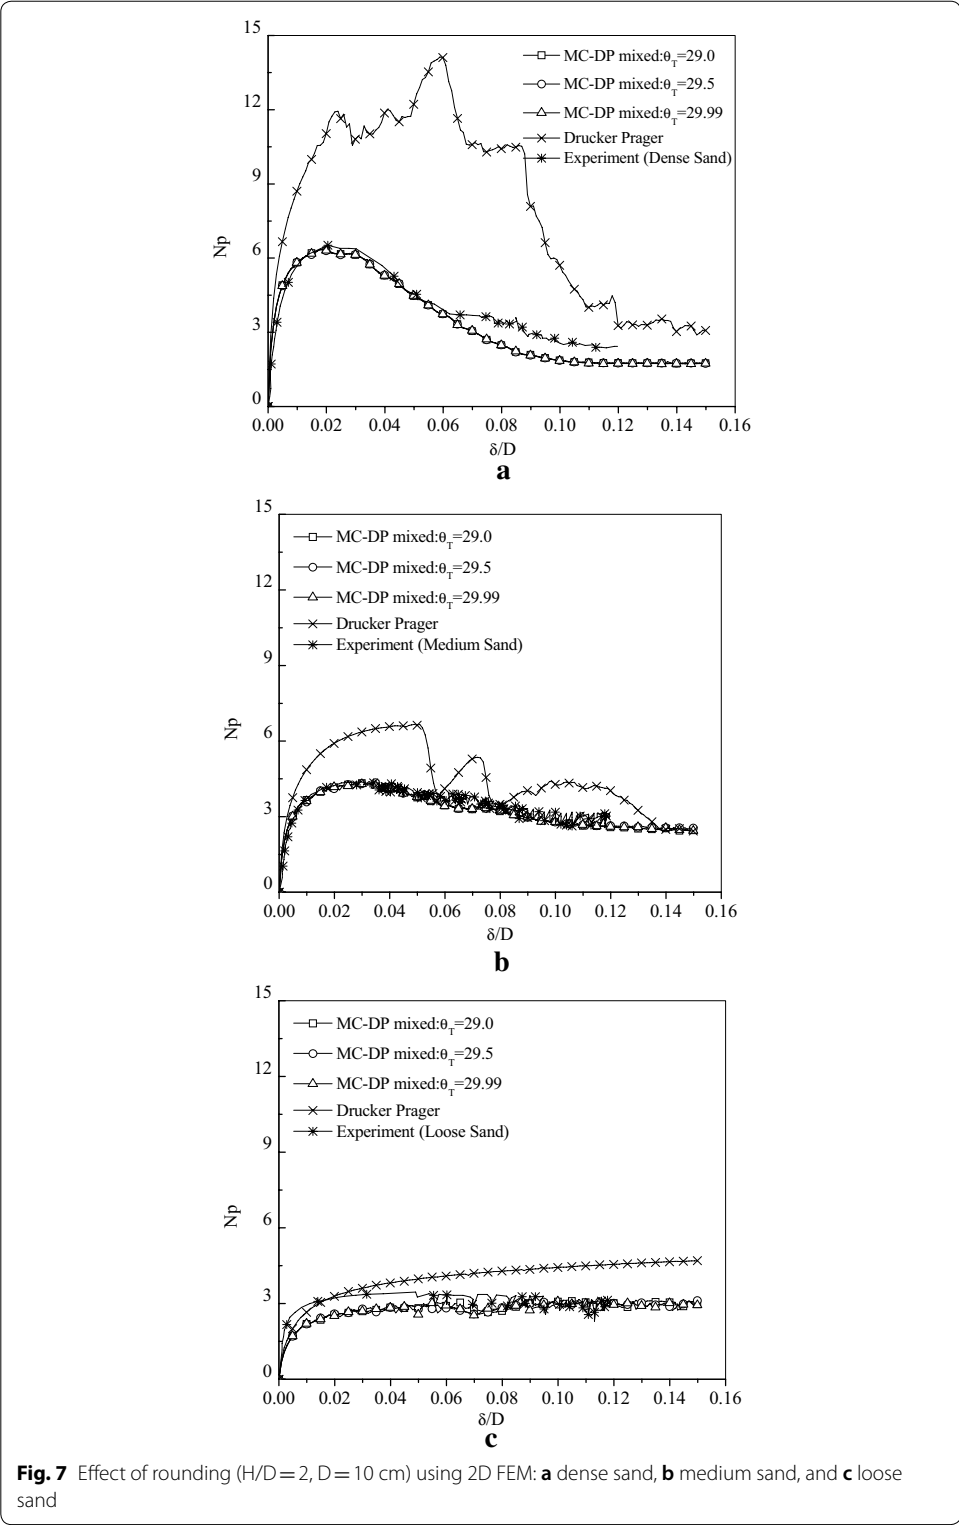 15
12
9
6
3
0
Np
MC-DP mixed:θT=29.0
MC-DP mixed:θT=29.5
MC-DP mixed:θT=29.99
Drucker Prager
Experiment (Dense Sand)
0.00 0.02 0.04 0.06 0.08 0.10 0.12 0.14 0.16
δ/D
a
15
12
9
6
3
0
Np
MC-DP mixed:θT=29.0
MC-DP mixed:θT=29.5
MC-DP mixed:θT=29.99
Drucker Prager
Experiment (Medium Sand)
0.00 0.02 0.04 0.06 0.08 0.10 0.12 0.14 0.16
δ/D
b
15
12
9
6
3
0
Np
MC-DP mixed:θT=29.0
MC-DP mixed:θT=29.5
MC-DP mixed:θT=29.99
Drucker Prager
Experiment (Loose Sand)
0.00 0.02 0.04 0.06 0.08 0.10 0.12 0.14 0.16
δ/D
c
Fig. 7 Effect of rounding (H/D = 2, D = 10 cm) using 2D FEM: a dense sand, b medium sand, and c loose
sand